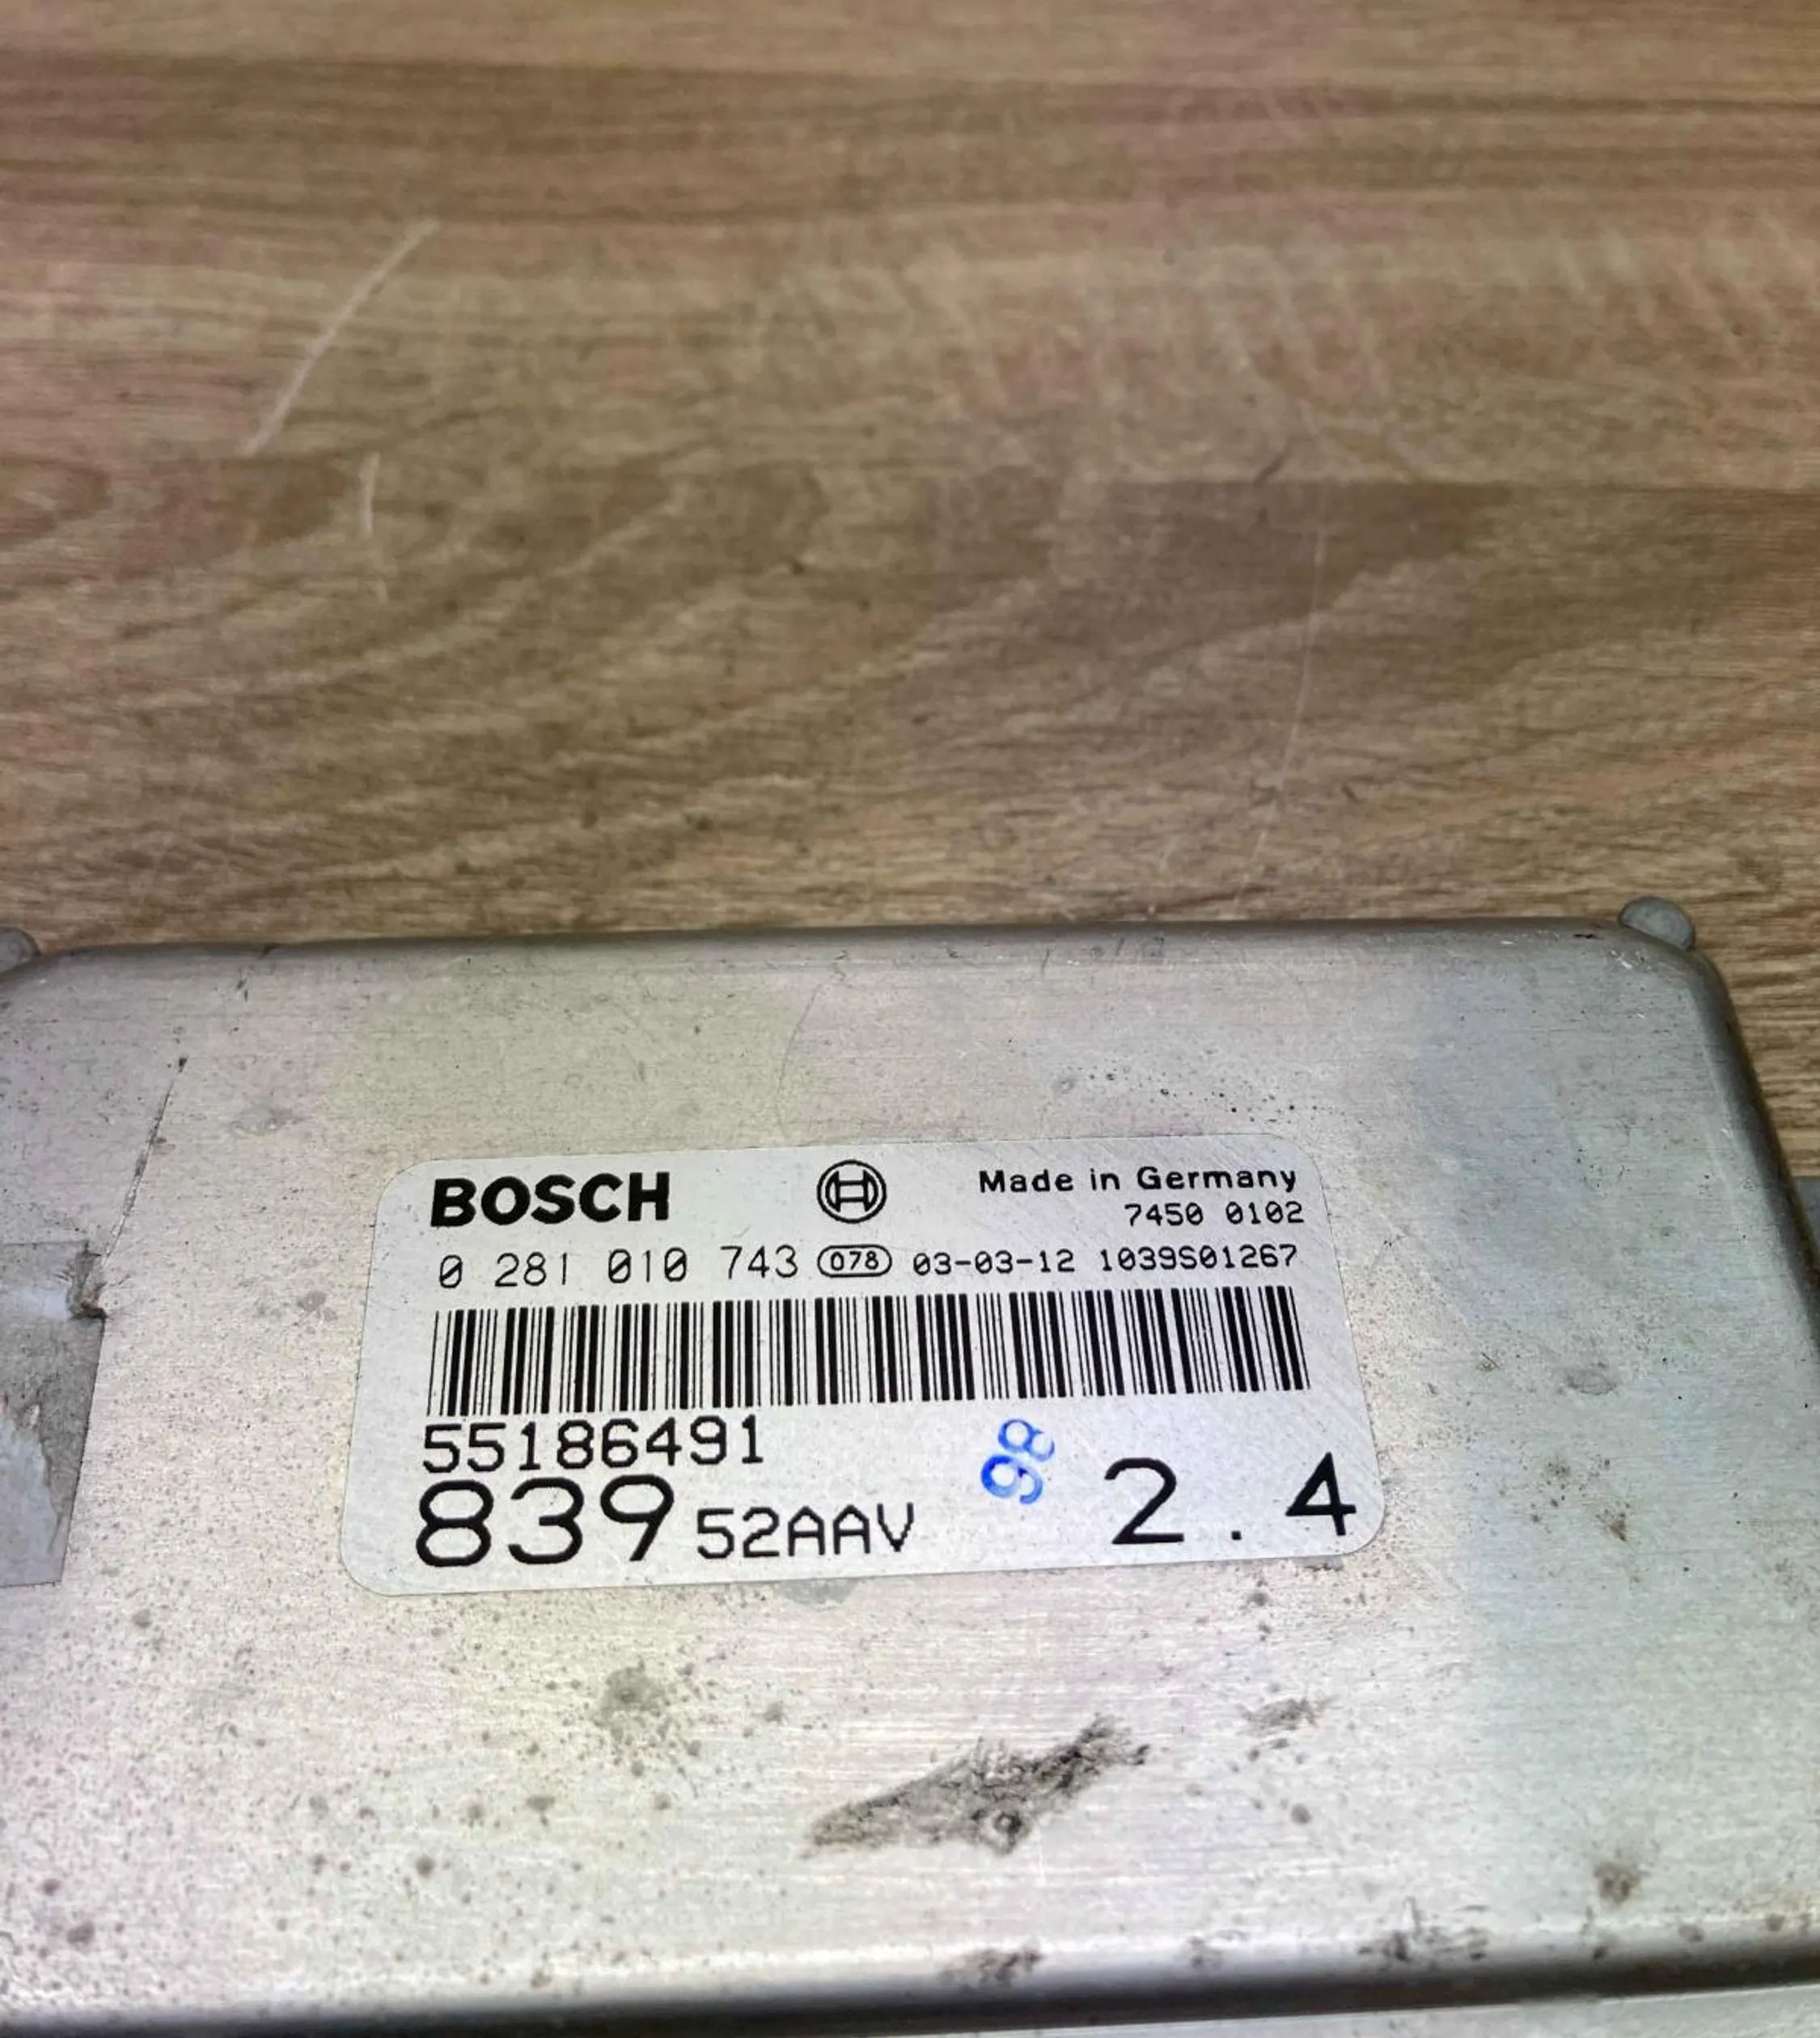 BOSCH Made in Germany
7450 0102
0 281 010 743 078 03-03-12 1039S01267
55186491
839 52AAV 98 2.4